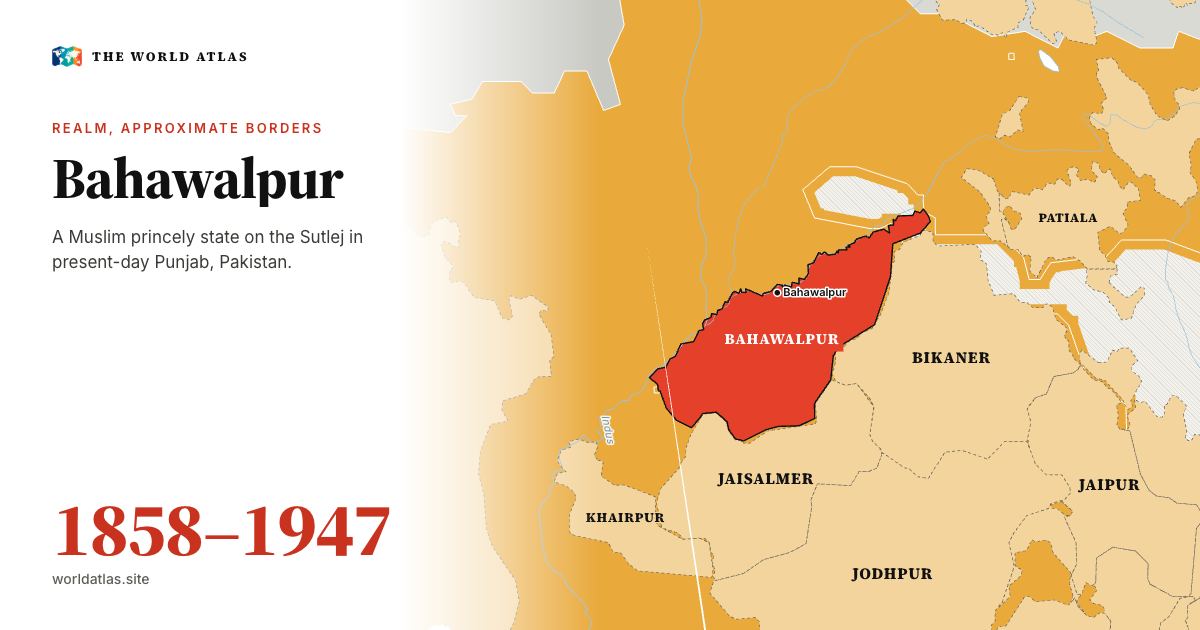 THE WORLD ATLAS
REALM, APPROXIMATE BORDERS
Bahawalpur
A Muslim princely state on the Sutlej in
present-day Punjab, Pakistan.
1858–1947
worldatlas.site
PATIALA
Bahawalpur
BAHAWALPUR
BIKANER
Indus
JAISALMER
JAIPUR
KHAIRPUR
JODHPUR